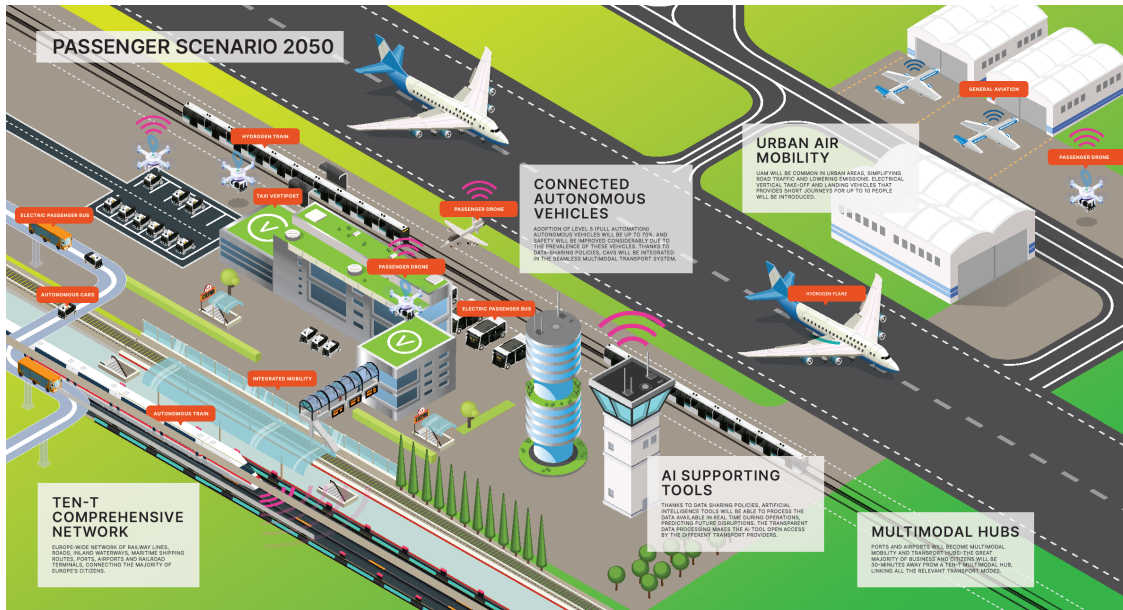 PASSENGER SCENARIO 2050
GENERAL AVIATION
HYDROGEN TRAIN
URBAN AIR
MOBILITY
UAM WILL BE COMMON IN URBAN AREAS, SIMPLIFYING
ROAD TRAFFIC AND LOWERING EMISSIONS. ELECTRICAL
VERTICAL TAKE-OFF AND LANDING VEHICLES THAT
PROVIDES SHORT JOURNEYS FOR UP TO 10 PEOPLE
WILL BE INTRODUCED.
PASSENGER DRONE
TAXI VERTIPORT
CONNECTED
AUTONOMOUS
VEHICLES
ADOPTION OF LEVEL 5 (FULL AUTOMATION)
AUTONOMOUS VEHICLES WILL BE UP TO 70%, AND
SAFETY WILL BE IMPROVED CONSIDERABLY DUE TO
THE PREVALENCE OF THESE VEHICLES. THANKS TO
DATA-SHARING POLICIES, CAVS WILL BE INTEGRATED
IN THE SEAMLESS MULTIMODAL TRANSPORT SYSTEM.
PASSENGER DRONE
ELECTRIC PASSENGER BUS
PASSENGER DRONE
AUTONOMOUS CARS
HYDROGEN PLANE
ELECTRIC PASSENGER BUS
INTEGRATED MOBILITY
AUTONOMOUS TRAIN
TEN-T
COMPREHENSIVE
NETWORK
EUROPE-WIDE NETWORK OF RAILWAY LINES,
ROADS, INLAND WATERWAYS, MARITIME SHIPPING
ROUTES, PORTS, AIRPORTS AND RAILROAD
TERMINALS, CONNECTING THE MAJORITY OF
EUROPE'S CITIZENS.
AI SUPPORTING
TOOLS
THANKS TO DATA SHARING POLICIES, ARTIFICIAL
INTELLIGENCE TOOLS WILL BE ABLE TO PROCESS THE
DATA AVAILABLE IN REAL TIME DURING OPERATIONS,
PREDICTING FUTURE DISRUPTIONS. THE TRANSPARENT
DATA PROCESSING MAKES THE AI TOOL OPEN ACCESS
BY THE DIFFERENT TRANSPORT PROVIDERS.
MULTIMODAL HUBS
PORTS AND AIRPORTS WILL BECOME MULTIMODAL
MOBILITY AND TRANSPORT HUBS-THE GREAT
MAJORITY OF BUSINESS AND CITIZENS WILL BE
30-MINUTES AWAY FROM A TEN-T MULTIMODAL HUB,
LINKING ALL THE RELEVANT TRANSPORT MODES.